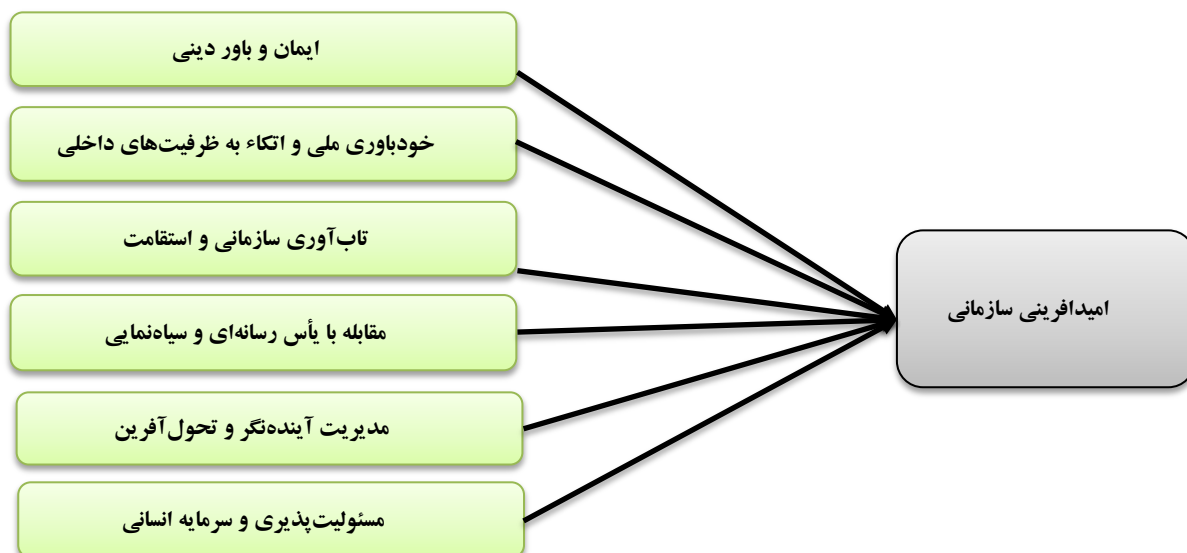 ایمان و باور دینی
خودباوری ملی و اتکاء به ظرفیت‌های داخلی
تاب‌آوری سازمانی و استقامت
مقابله با یأس رسانه‌ای و سیاه‌نمایی
مدیریت آینده‌نگر و تحول‌آفرین
مسئولیت‌پذیری و سرمایه انسانی
امیدافرینی سازمانی